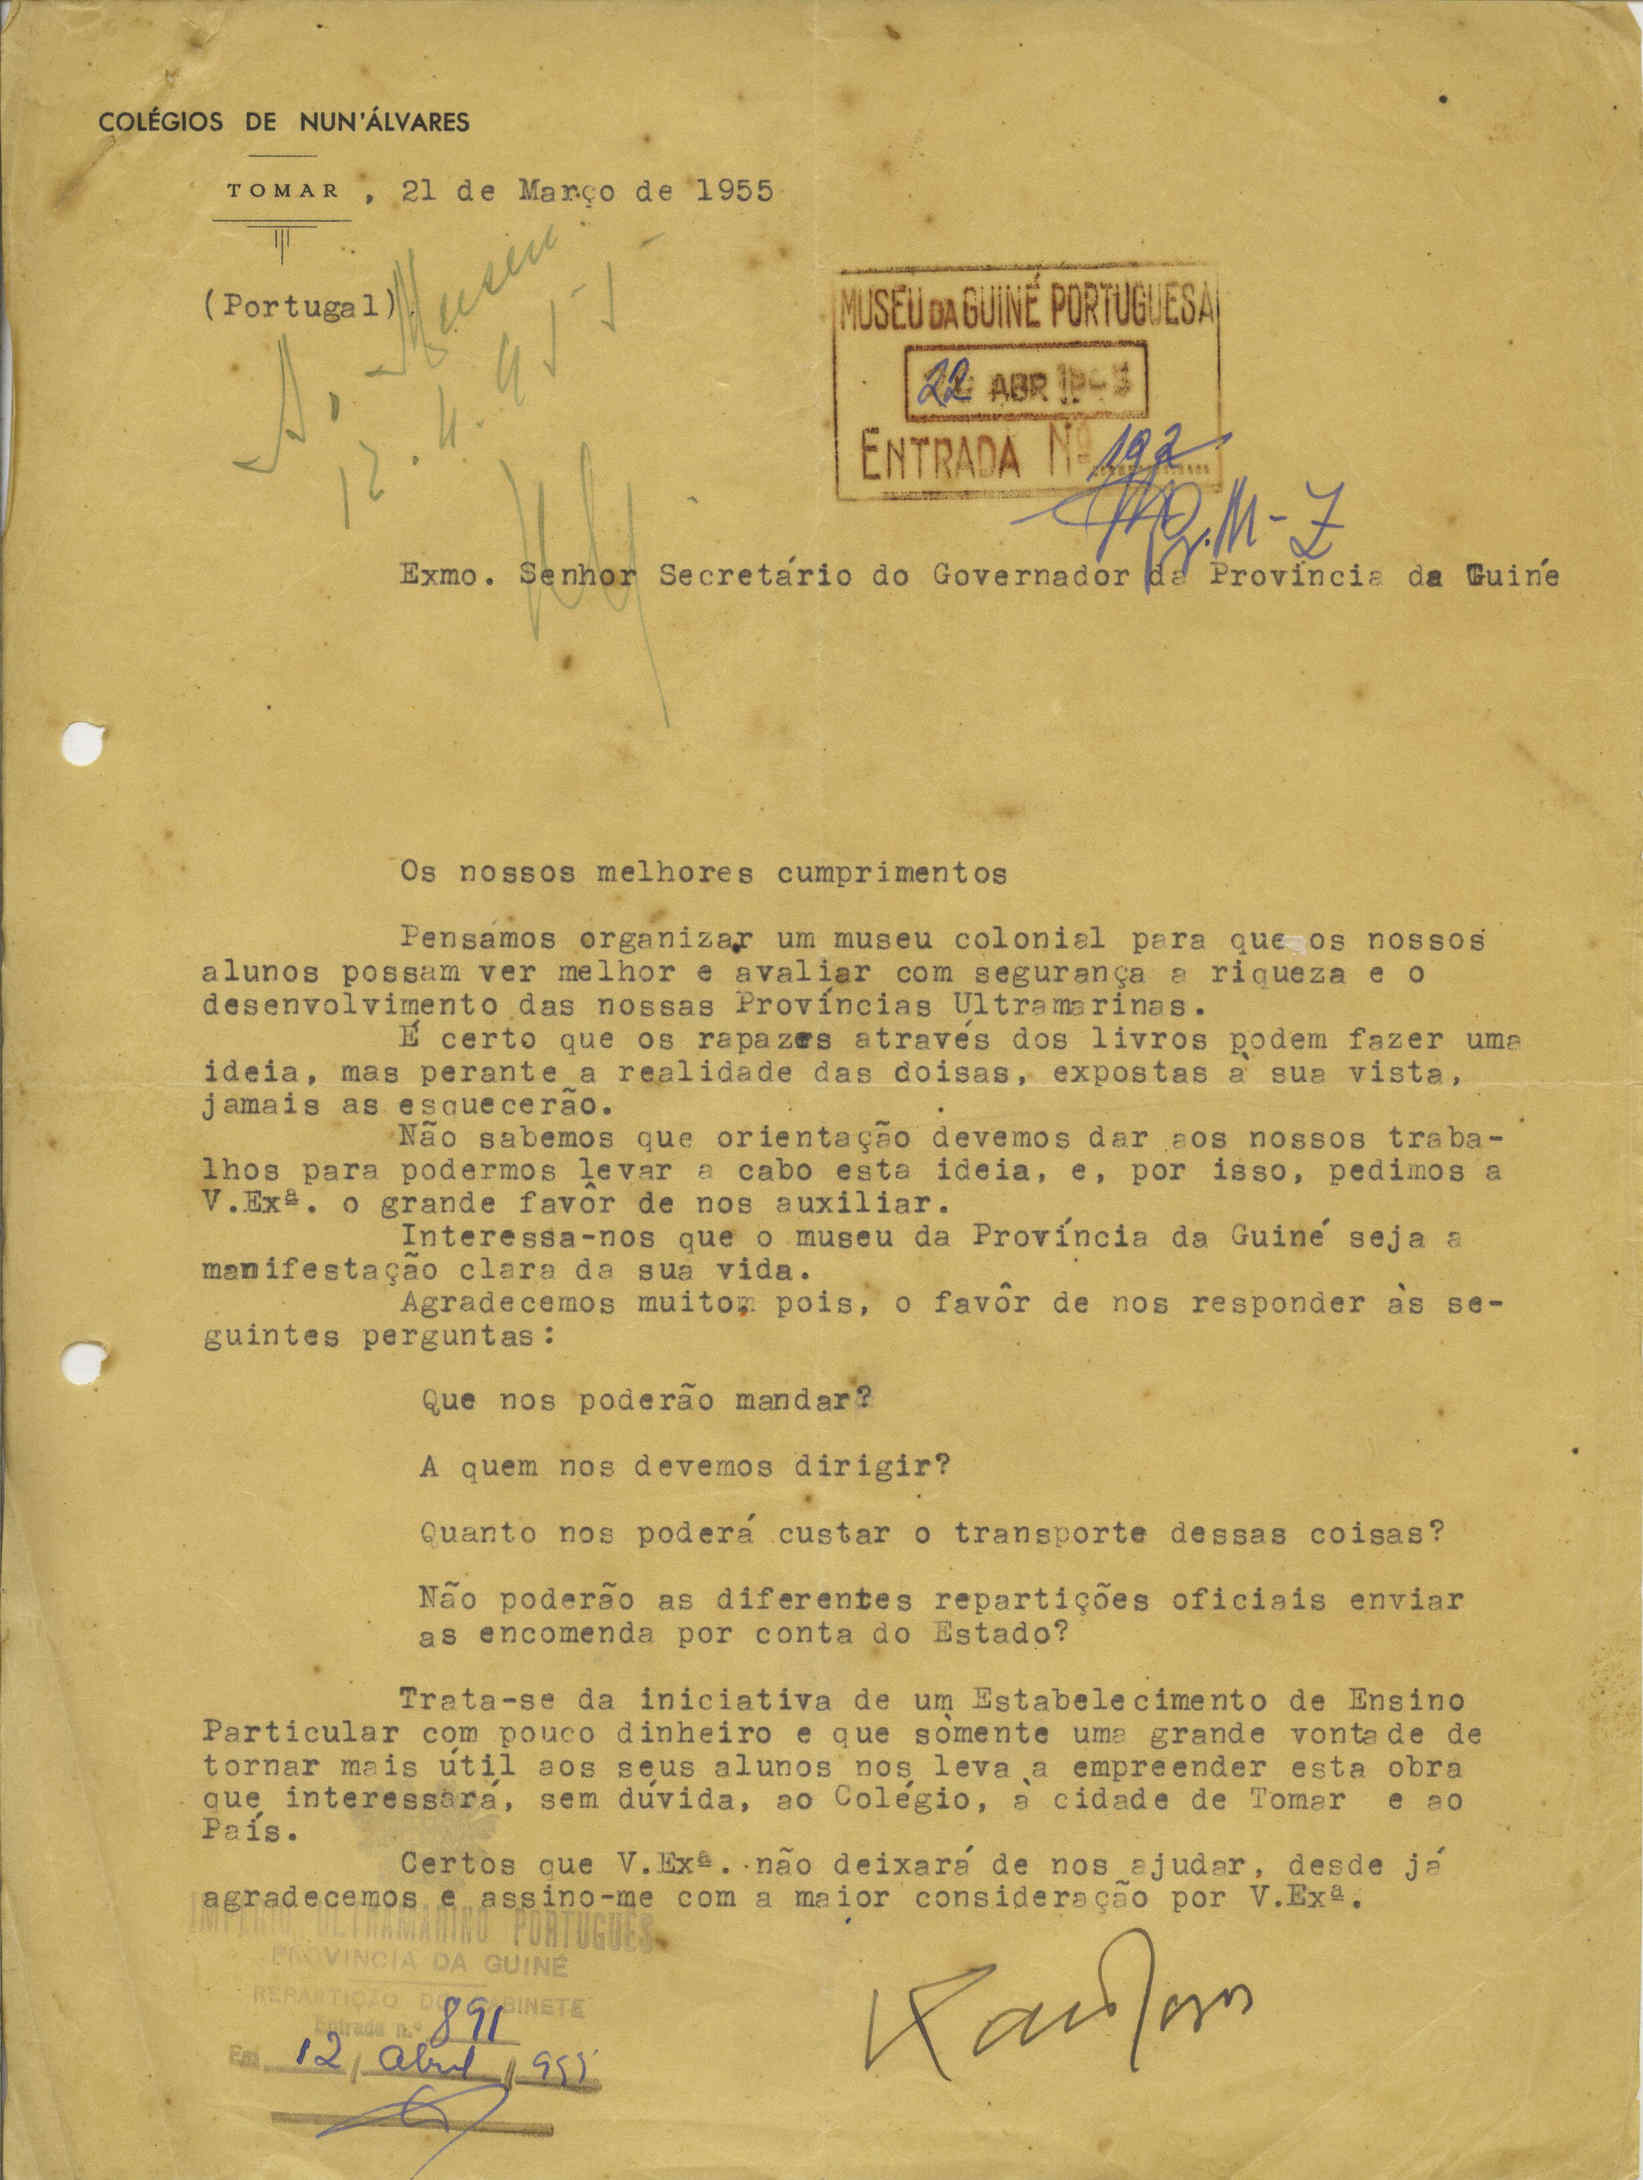 COLÉGIOS DE NUN'ÁLVARES
TOMAR, 21 de Março de 1955
(Portugal).
Ao Museu
12.4.955
MUSEU DA GUINÉ PORTUGUESA
22 ABR
ENTRADA Nº 192
M-Z
Exmo. Senhor Secretário do Governador da Província da Guiné
Os nossos melhores cumprimentos
Pensámos organizar um museu colonial para que os nossos
alunos possam ver melhor e avaliar com segurança a riqueza e o
desenvolvimento das nossas Províncias Ultramarinas.
É certo que os rapazes através dos livros podem fazer uma
ideia, mas perante a realidade das doisas, expostas à sua vista,
jamais as esquecerão.
Não sabemos que orientação devemos dar aos nossos traba-
lhos para podermos levar a cabo esta ideia, e, por isso, pedimos a
V.Exª. o grande favôr de nos auxiliar.
Interessa-nos que o museu da Província da Guiné seja a
manifestação clara da sua vida.
Agradecemos muito, pois, o favôr de nos responder às se-
guintes perguntas:
Que nos poderão mandar?
A quem nos devemos dirigir?
Quanto nos poderá custar o transporte dessas coisas?
Não poderão as diferentes repartições oficiais enviar
as encomenda por conta do Estado?
Trata-se da iniciativa de um Estabelecimento de Ensino
Particular com pouco dinheiro e que sòmente uma grande vontade de
tornar mais útil aos seus alunos nos leva a empreender esta obra
que interessará, sem dúvida, ao Colégio, à cidade de Tomar e ao
País.
Certos que V.Exª. não deixará de nos ajudar, desde já
agradecemos e assino-me com a maior consideração por V.Exª.
IMPÉRIO ULTRAMARINO PORTUGUÊS
PROVINCIA DA GUINÉ
REPARTIÇÃO DO GABINETE
Entrada n.º 891
Em 12/Abril/955